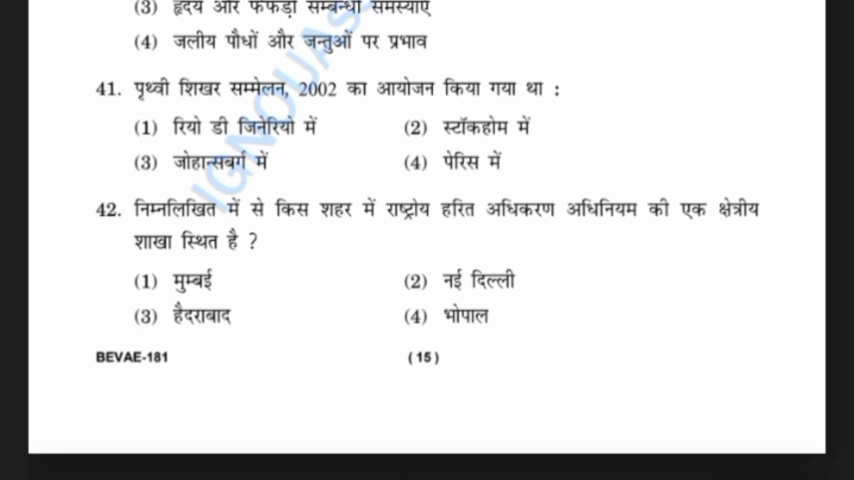 (3) हृदय और फेफड़ों सम्बन्धी समस्याएँ
(4) जलीय पौधों और जन्तुओं पर प्रभाव
41. पृथ्वी शिखर सम्मेलन, 2002 का आयोजन किया गया था :
(1) रियो डी जिनेरियो में (2) स्टॉकहोम में
(3) जोहान्सबर्ग में (4) पेरिस में
42. निम्नलिखित में से किस शहर में राष्ट्रीय हरित अधिकरण अधिनियम की एक क्षेत्रीय
शाखा स्थित है ?
(1) मुम्बई (2) नई दिल्ली
(3) हैदराबाद (4) भोपाल
BEVAE-181 (15)